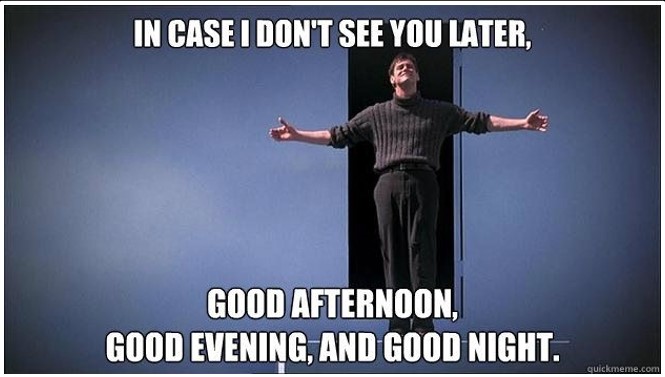 IN CASE I DON'T SEE YOU LATER,
GOOD AFTERNOON,
GOOD EVENING, AND GOOD NIGHT.
quickmeme.com